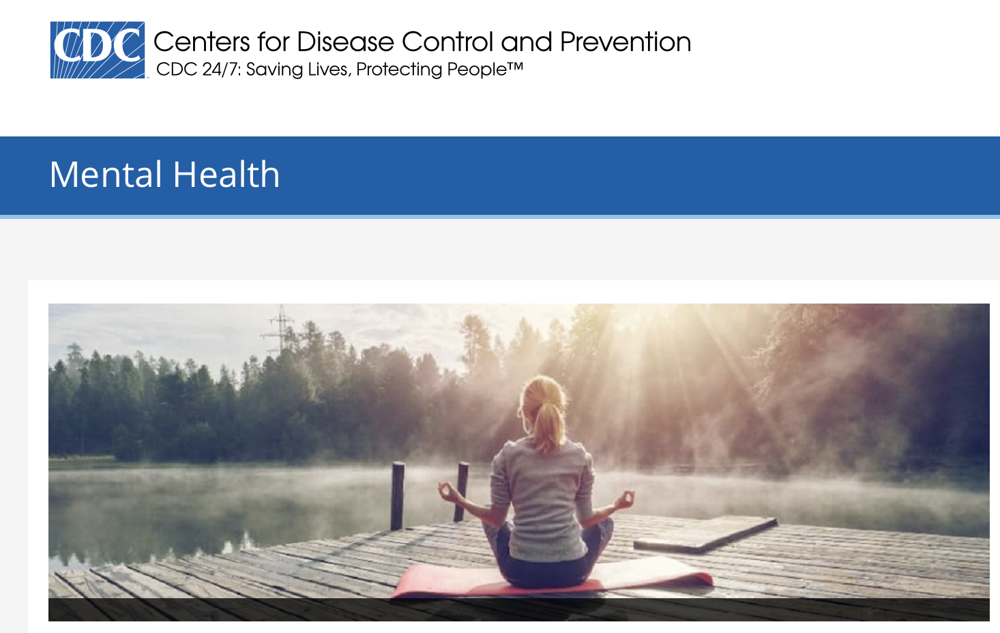 CDC
Centers for Disease Control and Prevention
CDC 24/7: Saving Lives, Protecting People™
Mental Health